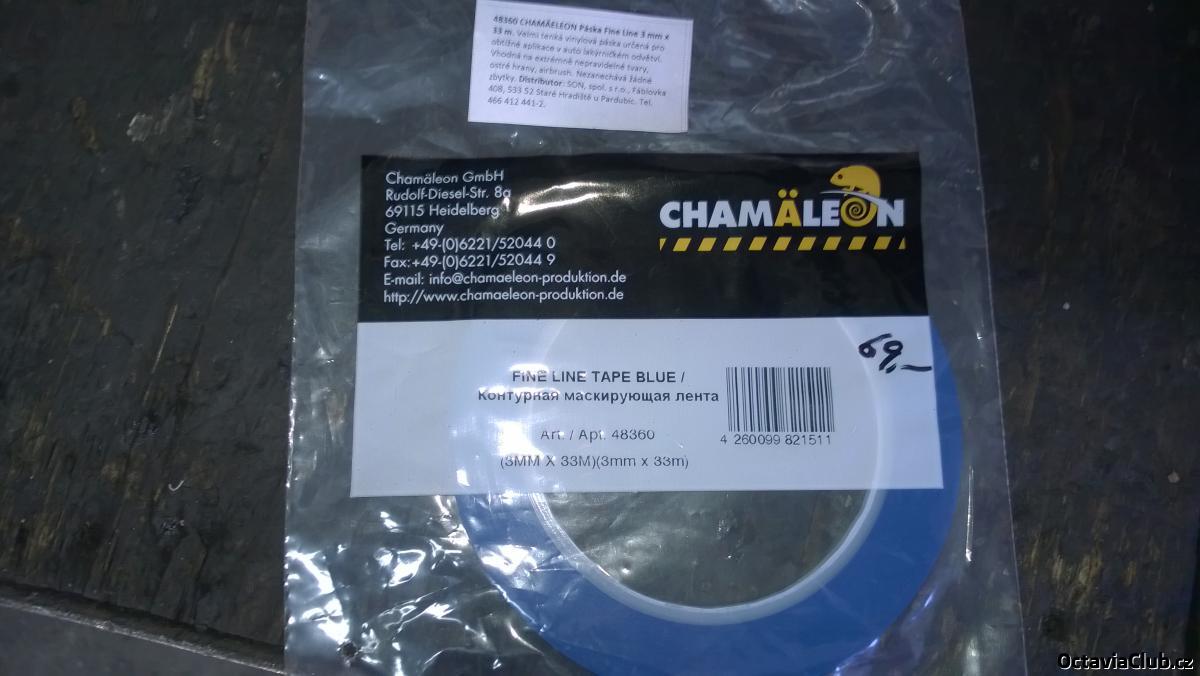 48360 CHAMÄELEON Páska Fine Line 3 mm x
33 m. Velmi tenká vinylová páska určená pro
obtížné aplikace v auto lakýrnickém odvětví.
Vhodná na extrémně nepravidelné tvary,
ostré hrany, airbrush. Nezanechává žádné
zbytky. Distributor: SON, spol. s r.o., Fáblovka
408, 533 52 Staré Hradiště u Pardubic. Tel.
466 412 441-2.
Chamäleon GmbH
Rudolf-Diesel-Str. 8a
69115 Heidelberg
Germany
Tel: +49-(0)6221/52044 0
Fax:+49-(0)6221/52044 9
E-mail: info@chamaeleon-produktion.de
http://www.chamaeleon-produktion.de
CHAMÄLEON
69,–
FINE LINE TAPE BLUE /
Контурная маскирующая лента
Art. / Арт. 48360
(3MM X 33M)(3mm x 33m)
4 260099 821511
OctaviaClub.cz